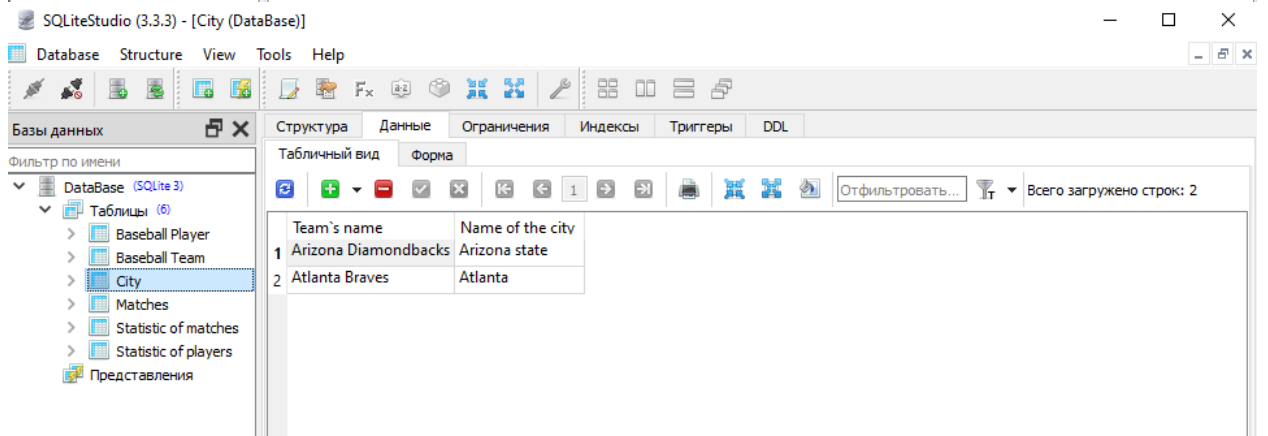 SQLiteStudio (3.3.3) - [City (DataBase)]
Database Structure View Tools Help
Базы данных
Структура Данные Ограничения Индексы Триггеры DDL
Фильтр по имени
Табличный вид Форма
1 Отфильтровать... Всего загружено строк: 2
DataBase (SQLite 3)
Таблицы (6)
Baseball Player
Baseball Team
City
Matches
Statistic of matches
Statistic of players
Представления
Team`s name Name of the city
1 Arizona Diamondbacks Arizona state
2 Atlanta Braves Atlanta